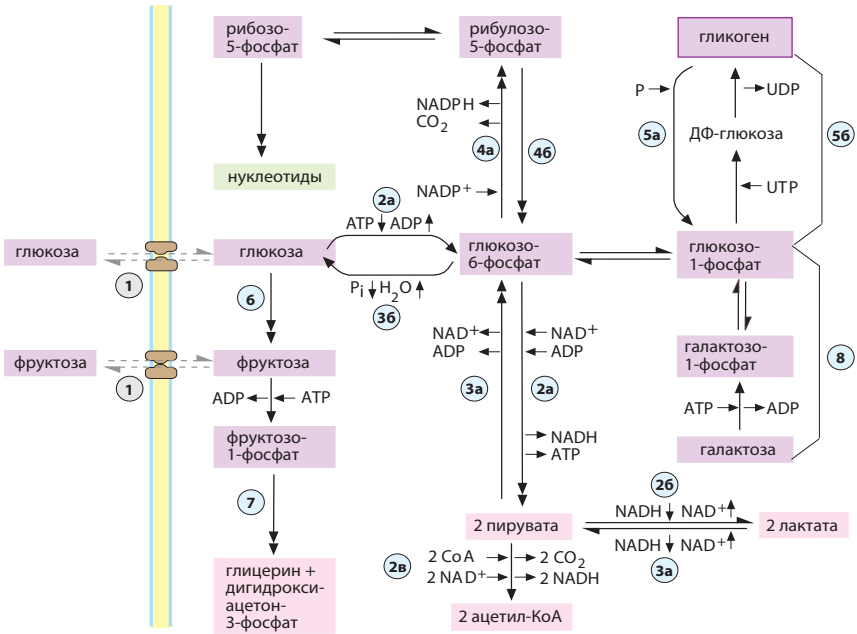 рибозо-
5-фосфат
рибулозо-
5-фосфат
гликоген
NADPH
CO2
P
UDP
4а
4б
5а
ДФ-глюкоза
5б
нуклеотиды
NADP+
UTP
2а
ATP ADP
глюкоза
глюкоза
глюкозо-
6-фосфат
глюкозо-
1-фосфат
1
6
Pi H2O
3б
NAD+
ADP
NAD+
ADP
фруктоза
фруктоза
галактозо-
1-фосфат
8
1
3а
2а
ADP
ATP
ATP
ADP
фруктозо-
1-фосфат
NADH
ATP
галактоза
7
2б
NADH NAD+
2 пирувата
2 лактата
NADH NAD+
3а
глицерин +
дигидрокси-
ацетон-
3-фосфат
2в
2 CoA
2 CO2
2 NAD+
2 NADH
2 ацетил-КоА